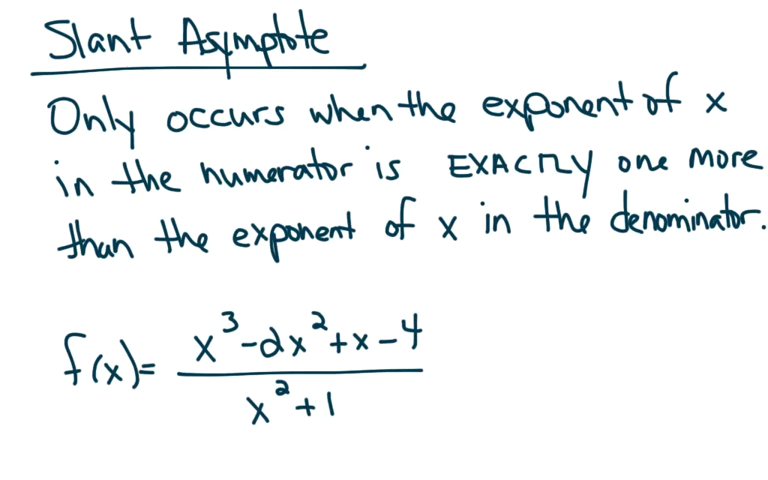 Slant Asymptote
Only occurs when the exponent of x
in the numerator is EXACTLY one more
than the exponent of x in the denominator.
f(x)= x³-2x²+x-4
x²+1